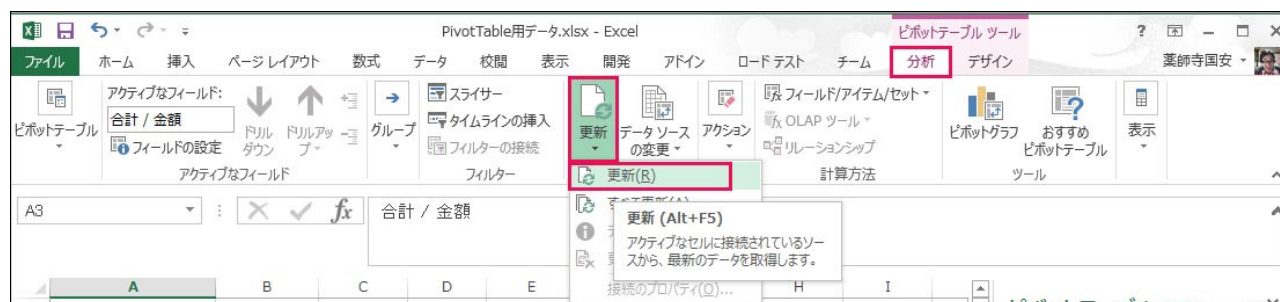 PivotTable用データ.xlsx - Excel
ピボットテーブル ツール
?
ファイル ホーム 挿入 ページ レイアウト 数式 データ 校閲 表示 開発 アドイン ロード テスト チーム 分析 デザイン 薬師寺国安
ピボットテーブル
アクティブなフィールド:
合計 / 金額
フィールドの設定
ドリルダウン
ドリルアップ
アクティブなフィールド
グループ
スライサー
タイムラインの挿入
フィルターの接続
フィルター
更新
データ ソースの変更
アクション
フィールド/アイテム/セット
OLAP ツール
リレーションシップ
計算方法
ピボットグラフ
おすすめ
ピボットテーブル
ツール
表示
更新(R)
更新 (Alt+F5)
アクティブなセルに接続されているソー
スから、最新のデータを取得します。
接続のプロパティ(O)...
A3
fx 合計 / 金額
A B C D E H I